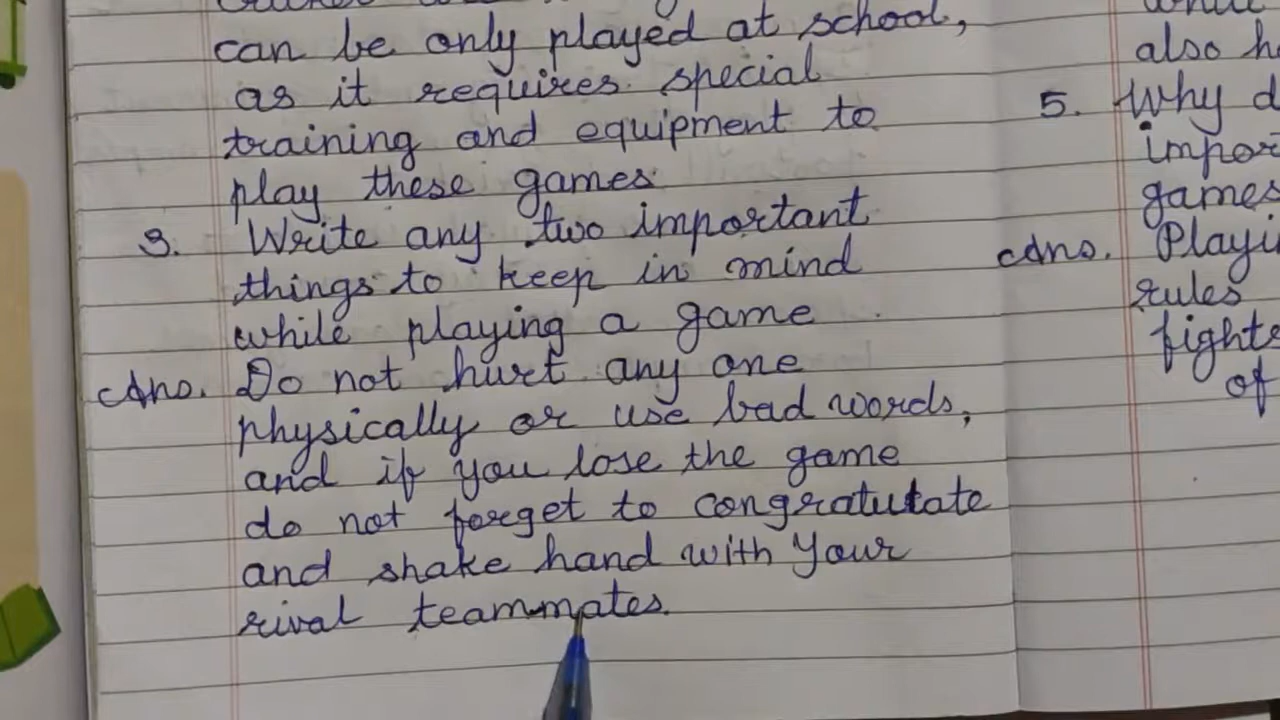 can be only played at school,
as it requires special
training and equipment to
play these games
3. Write any two important
things to keep in mind
while playing a game
Ans. Do not hurt any one
physically or use bad words,
and if you lose the game
do not forget to congratutate
and shake hand with your
rival teammates.
also
5. Why
games
Ans.
rules
of